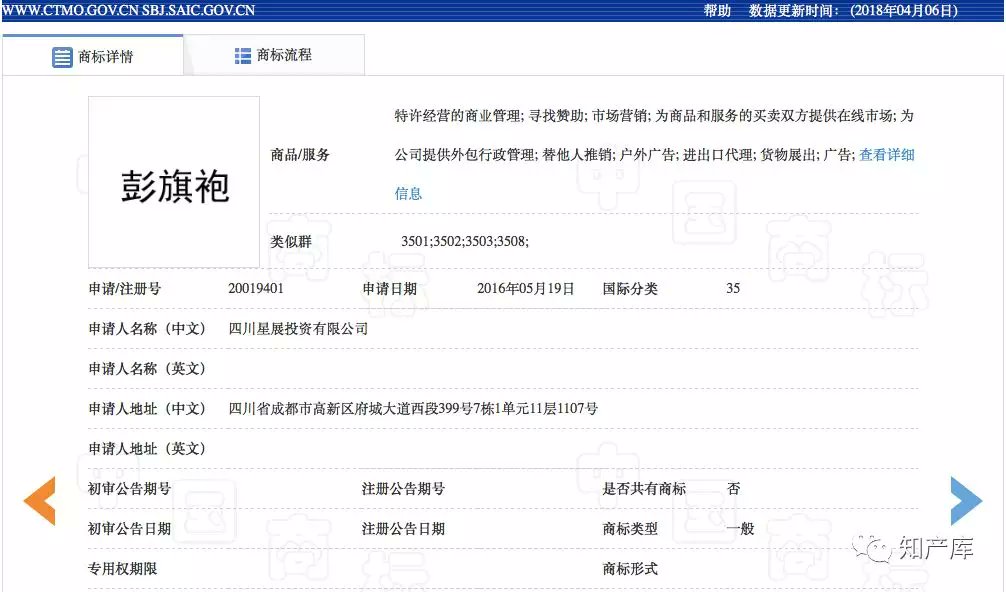 WWW.CTMO.GOV.CN SBJ.SAIC.GOV.CN 帮助 数据更新时间: (2018年04月06日)
商标详情 商标流程
彭旗袍
商品/服务
特许经营的商业管理; 寻找赞助; 市场营销; 为商品和服务的买卖双方提供在线市场; 为
公司提供外包行政管理; 替他人推销; 户外广告; 进出口代理; 货物展出; 广告; 查看详细
信息
类似群 3501;3502;3503;3508;
申请/注册号 20019401 申请日期 2016年05月19日 国际分类 35
申请人名称（中文） 四川星展投资有限公司
申请人名称（英文）
申请人地址（中文） 四川省成都市高新区府城大道西段399号7栋1单元11层1107号
申请人地址（英文）
初审公告期号 注册公告期号 是否共有商标 否
初审公告日期 注册公告日期 商标类型 一般
专用权期限 商标形式
知产库
中国商标
中国商标